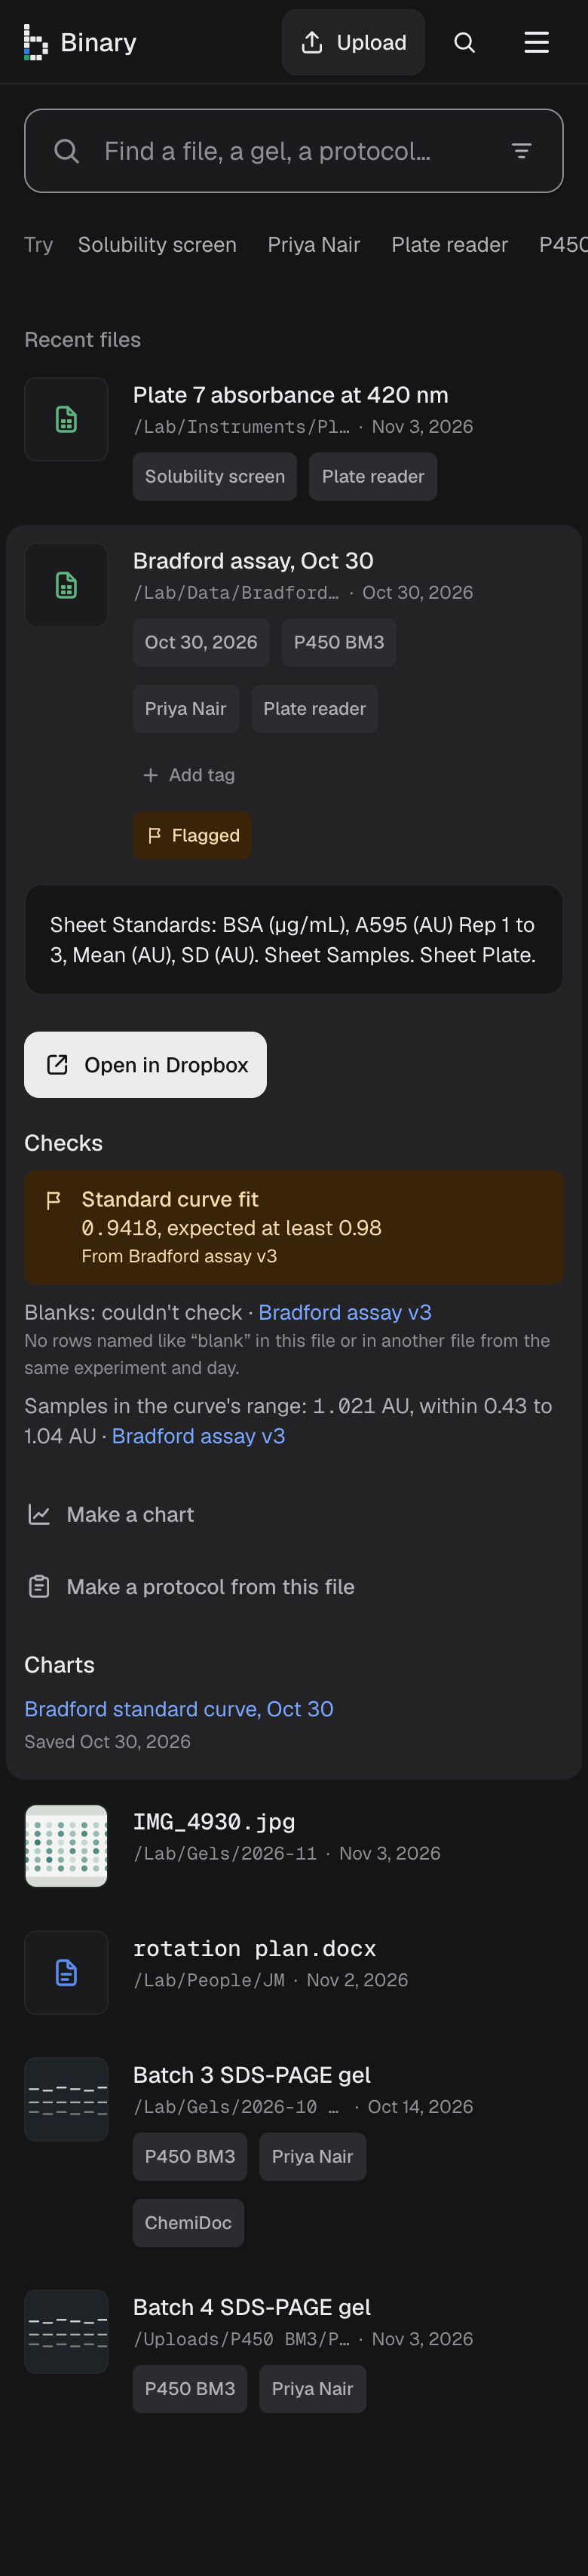 Binary
Upload
Find a file, a gel, a protocol...
Try Solubility screen Priya Nair Plate reader P450
Recent files
Plate 7 absorbance at 420 nm
/Lab/Instruments/Pl… · Nov 3, 2026
Solubility screen Plate reader
Bradford assay, Oct 30
/Lab/Data/Bradford… · Oct 30, 2026
Oct 30, 2026 P450 BM3
Priya Nair Plate reader
Add tag
Flagged
Sheet Standards: BSA (µg/mL), A595 (AU) Rep 1 to
3, Mean (AU), SD (AU). Sheet Samples. Sheet Plate.
Open in Dropbox
Checks
Standard curve fit
0.9418, expected at least 0.98
From Bradford assay v3
Blanks: couldn't check · Bradford assay v3
No rows named like “blank” in this file or in another file from the
same experiment and day.
Samples in the curve's range: 1.021 AU, within 0.43 to
1.04 AU · Bradford assay v3
Make a chart
Make a protocol from this file
Charts
Bradford standard curve, Oct 30
Saved Oct 30, 2026
IMG_4930.jpg
/Lab/Gels/2026-11 · Nov 3, 2026
rotation plan.docx
/Lab/People/JM · Nov 2, 2026
Batch 3 SDS-PAGE gel
/Lab/Gels/2026-10 … · Oct 14, 2026
P450 BM3 Priya Nair
ChemiDoc
Batch 4 SDS-PAGE gel
/Uploads/P450 BM3/P… · Nov 3, 2026
P450 BM3 Priya Nair